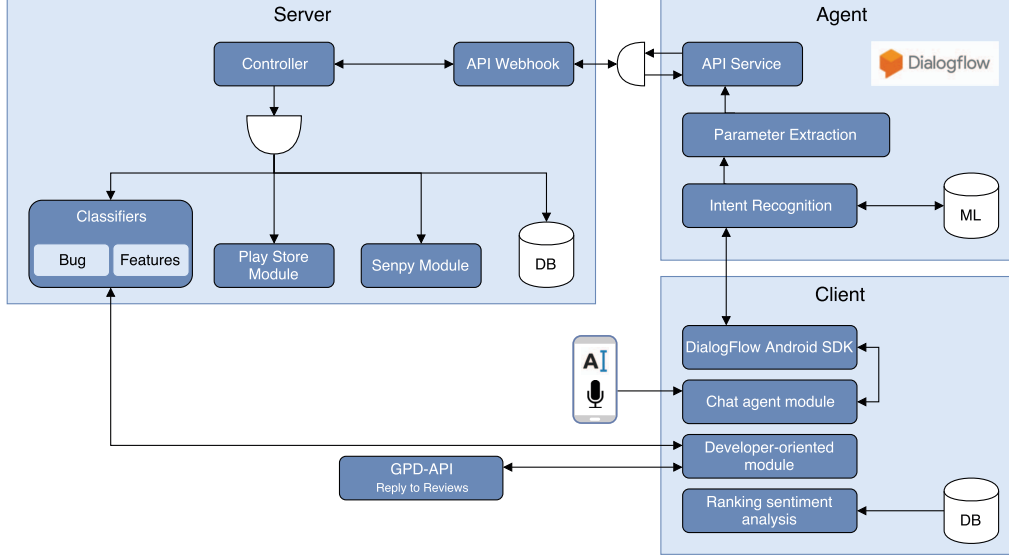 Server
Controller
API Webhook
Classifiers
Bug
Features
Play Store
Module
Senpy Module
DB
Agent
API Service
Dialogflow
Parameter Extraction
Intent Recognition
ML
Client
DialogFlow Android SDK
AI
Chat agent module
Developer-oriented
module
GPD-API
Reply to Reviews
Ranking sentiment
analysis
DB